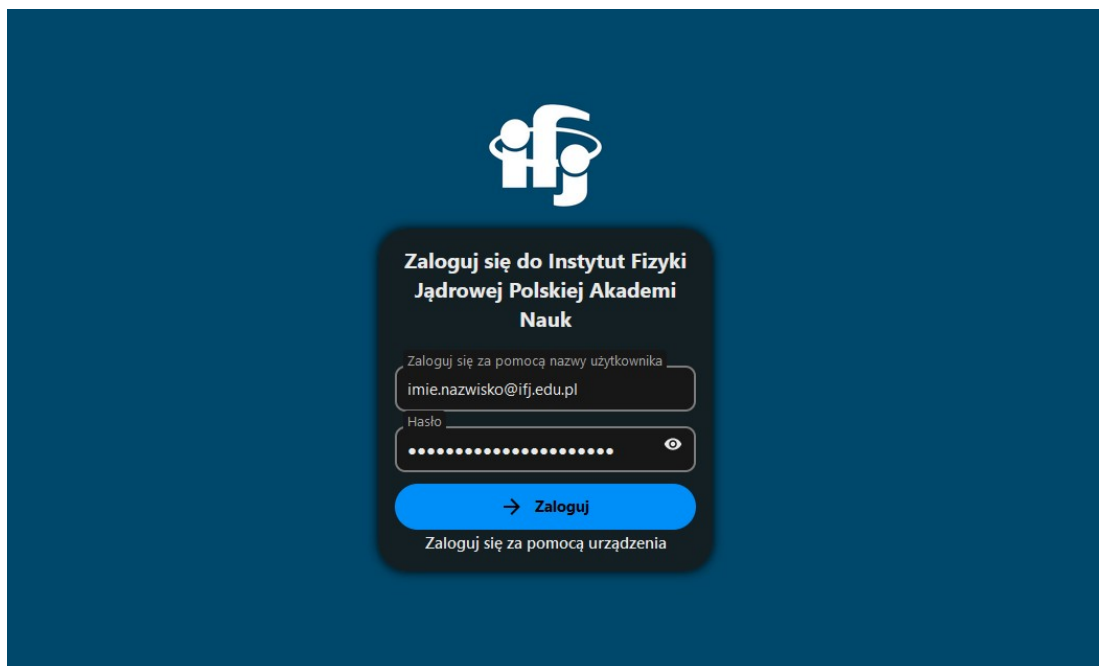 ifj
Zaloguj się do Instytut Fizyki
Jądrowej Polskiej Akademi
Nauk
Zaloguj się za pomocą nazwy użytkownika
imie.nazwisko@ifj.edu.pl
Hasło
••••••••••••••••••••••
Zaloguj
Zaloguj się za pomocą urządzenia